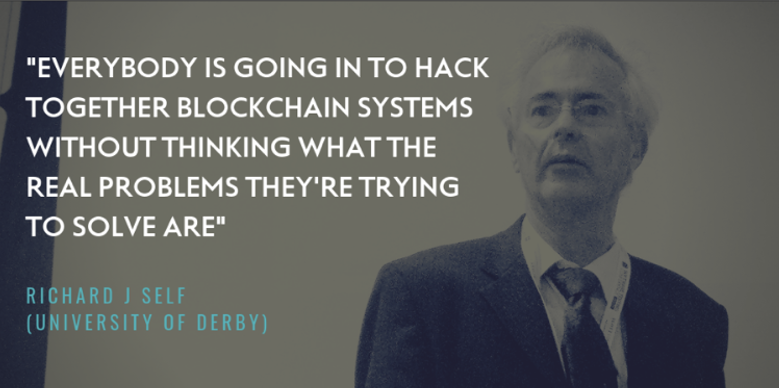 "EVERYBODY IS GOING IN TO HACK
TOGETHER BLOCKCHAIN SYSTEMS
WITHOUT THINKING WHAT THE
REAL PROBLEMS THEY'RE TRYING
TO SOLVE ARE"
RICHARD J SELF
(UNIVERSITY OF DERBY)